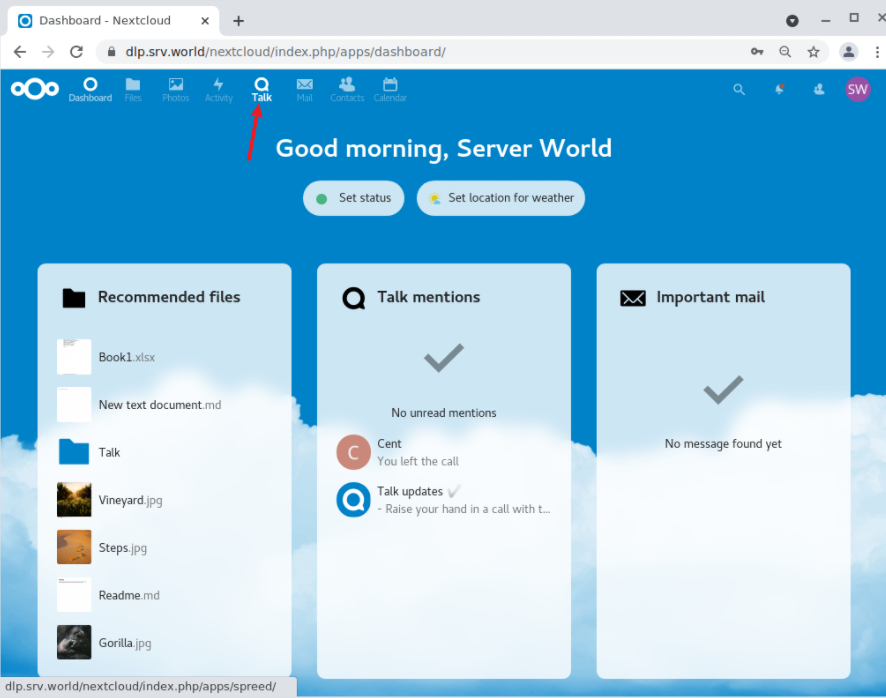 Dashboard - Nextcloud
dlp.srv.world/nextcloud/index.php/apps/dashboard/
Dashboard Files Photos Activity Talk Mail Contacts Calendar
SW
Good morning, Server World
Set status
Set location for weather
Recommended files
Book1.xlsx
New text document.md
Talk
Vineyard.jpg
Steps.jpg
Readme.md
Gorilla.jpg
Talk mentions
No unread mentions
C
Cent
You left the call
Talk updates ✓
- Raise your hand in a call with t...
Important mail
No message found yet
dlp.srv.world/nextcloud/index.php/apps/spreed/